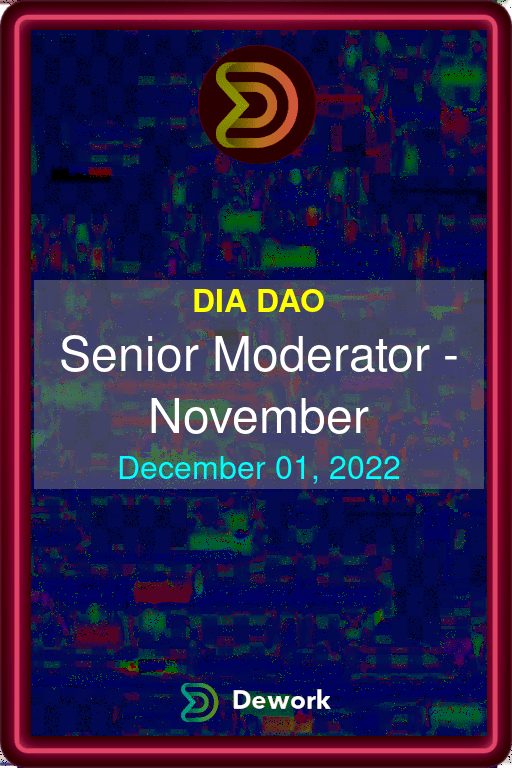 DIA DAO
Senior Moderator -
November
December 01, 2022
Dework